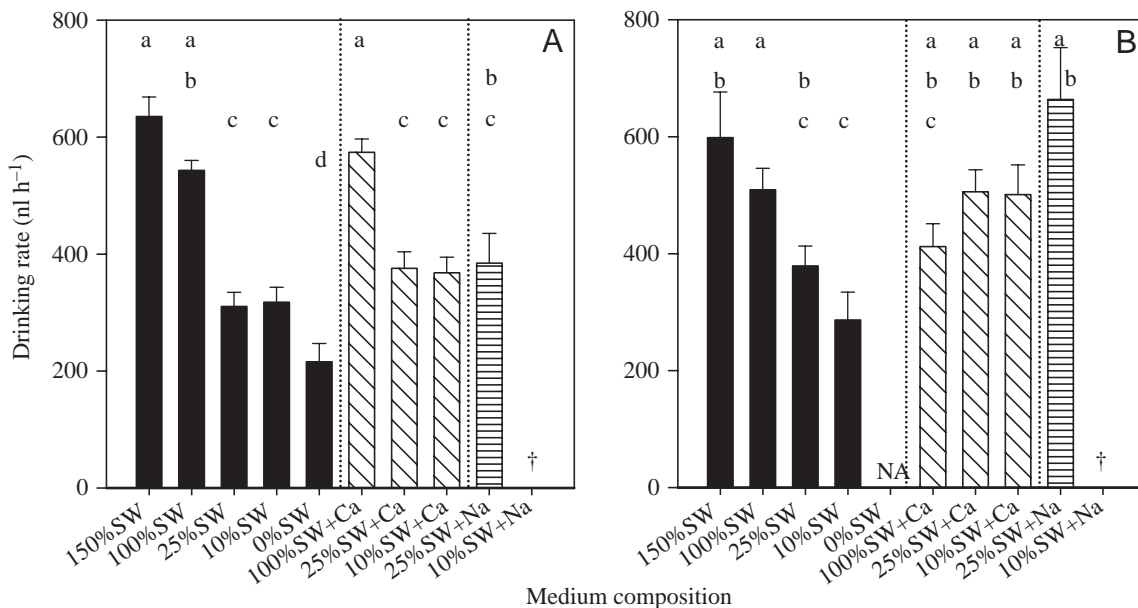 800
600
400
200
0
Drinking rate (nl h–1)
A
a a a
b b
c c c c c
d
†
150%SW
100%SW
25%SW
10%SW
0%SW
100%SW+Ca
25%SW+Ca
10%SW+Ca
25%SW+Na
10%SW+Na
800
600
400
200
0
B
a a a a a a
b b b b b b
c c c
NA
†
150%SW
100%SW
25%SW
10%SW
0%SW
100%SW+Ca
25%SW+Ca
10%SW+Ca
25%SW+Na
10%SW+Na
Medium composition